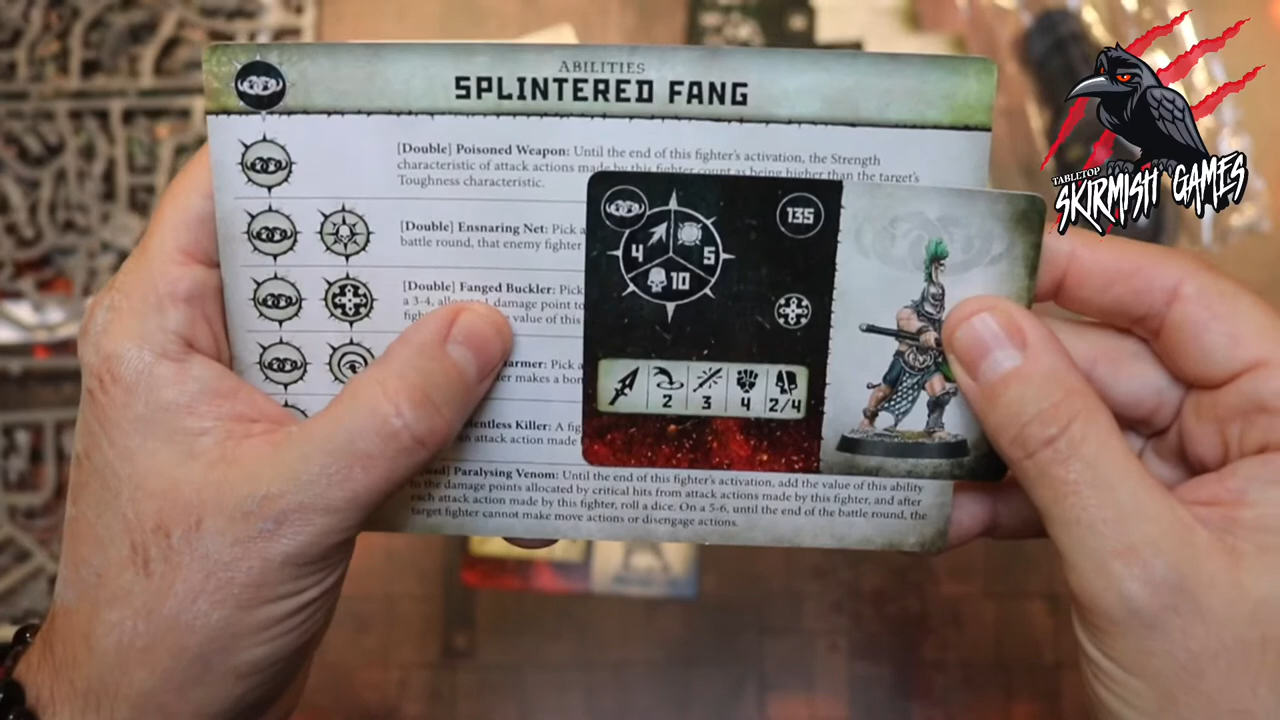 ABILITIES
SPLINTERED FANG
[Double] Poisoned Weapon: Until the end of this fighter's activation, the Strength
characteristic of attack actions made by this fighter count as being higher than the target's
Toughness characteristic.
[Double] Ensnaring Net: Pick a
battle round, that enemy fighter
[Double] Fanged Buckler: Pick
a 3-4, damage point to
value of this
Pick a
makes a bon
Killer: A fig
an attack action made
Paralysing Venom: Until the end of this fighter's activation, add the value of this ability
to the damage points allocated by critical hits from attack actions made by this fighter, and after
each attack action made by this fighter, roll a dice. On a 5-6, until the end of the battle round, the
target fighter cannot make move actions or disengage actions.
135
4 5
10
2 3 4 2/4
TABLETOP
SKIRMISH GAMES